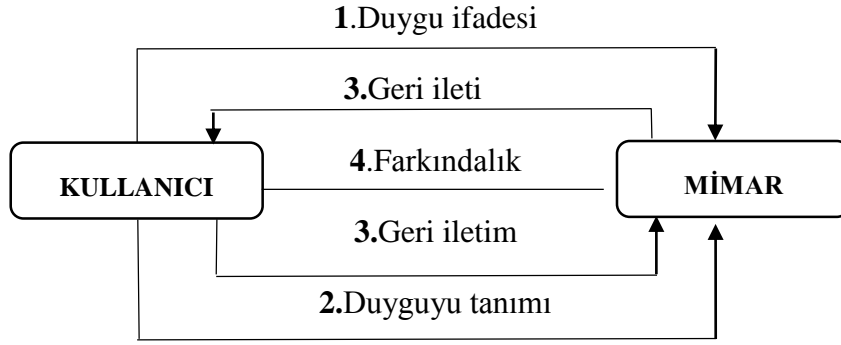 1.Duygu ifadesi
3.Geri ileti
KULLANICI
4.Farkındalık
MİMAR
3.Geri iletim
2.Duyguyu tanımı